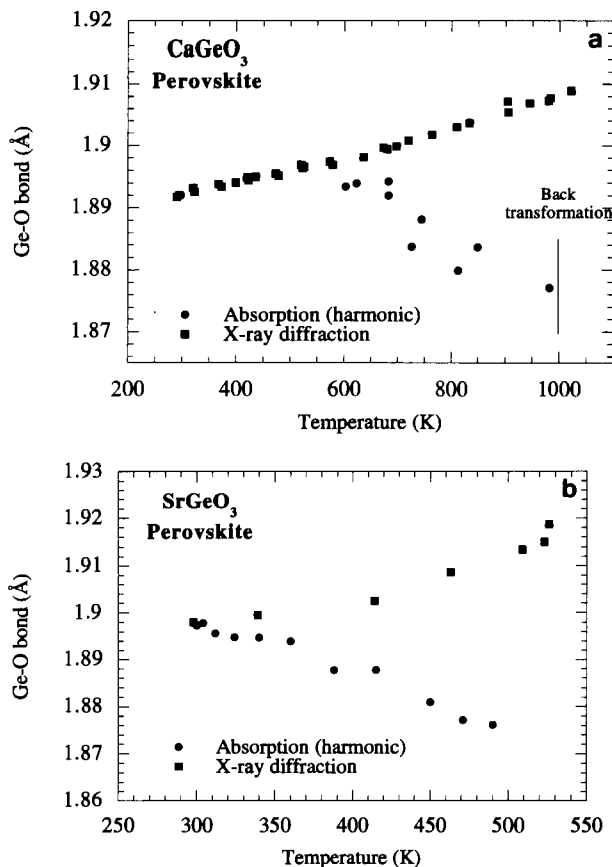 a
CaGeO3
Perovskite
1.92
1.91
1.9
1.89
1.88
1.87
Ge-O bond (Å)
Back
transformation
Absorption (harmonic)
X-ray diffraction
200 400 600 800 1000
Temperature (K)
b
SrGeO3
Perovskite
1.93
1.92
1.91
1.9
1.89
1.88
1.87
1.86
Ge-O bond (Å)
Absorption (harmonic)
X-ray diffraction
250 300 350 400 450 500 550
Temperature (K)